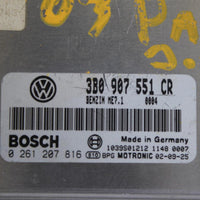 3B0 907 551 CR
BENZIN ME7.1 0004
BOSCH
Made in Germany
1039S01212 1148 0007
0 261 207 816 BPG MOTRONIC 02-09-25